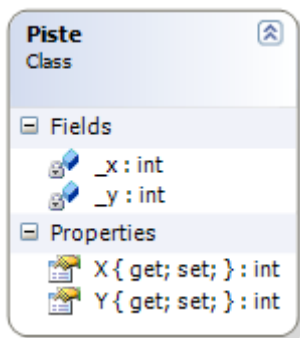 Piste
Class
Fields
_x : int
_y : int
Properties
X { get; set; } : int
Y { get; set; } : int